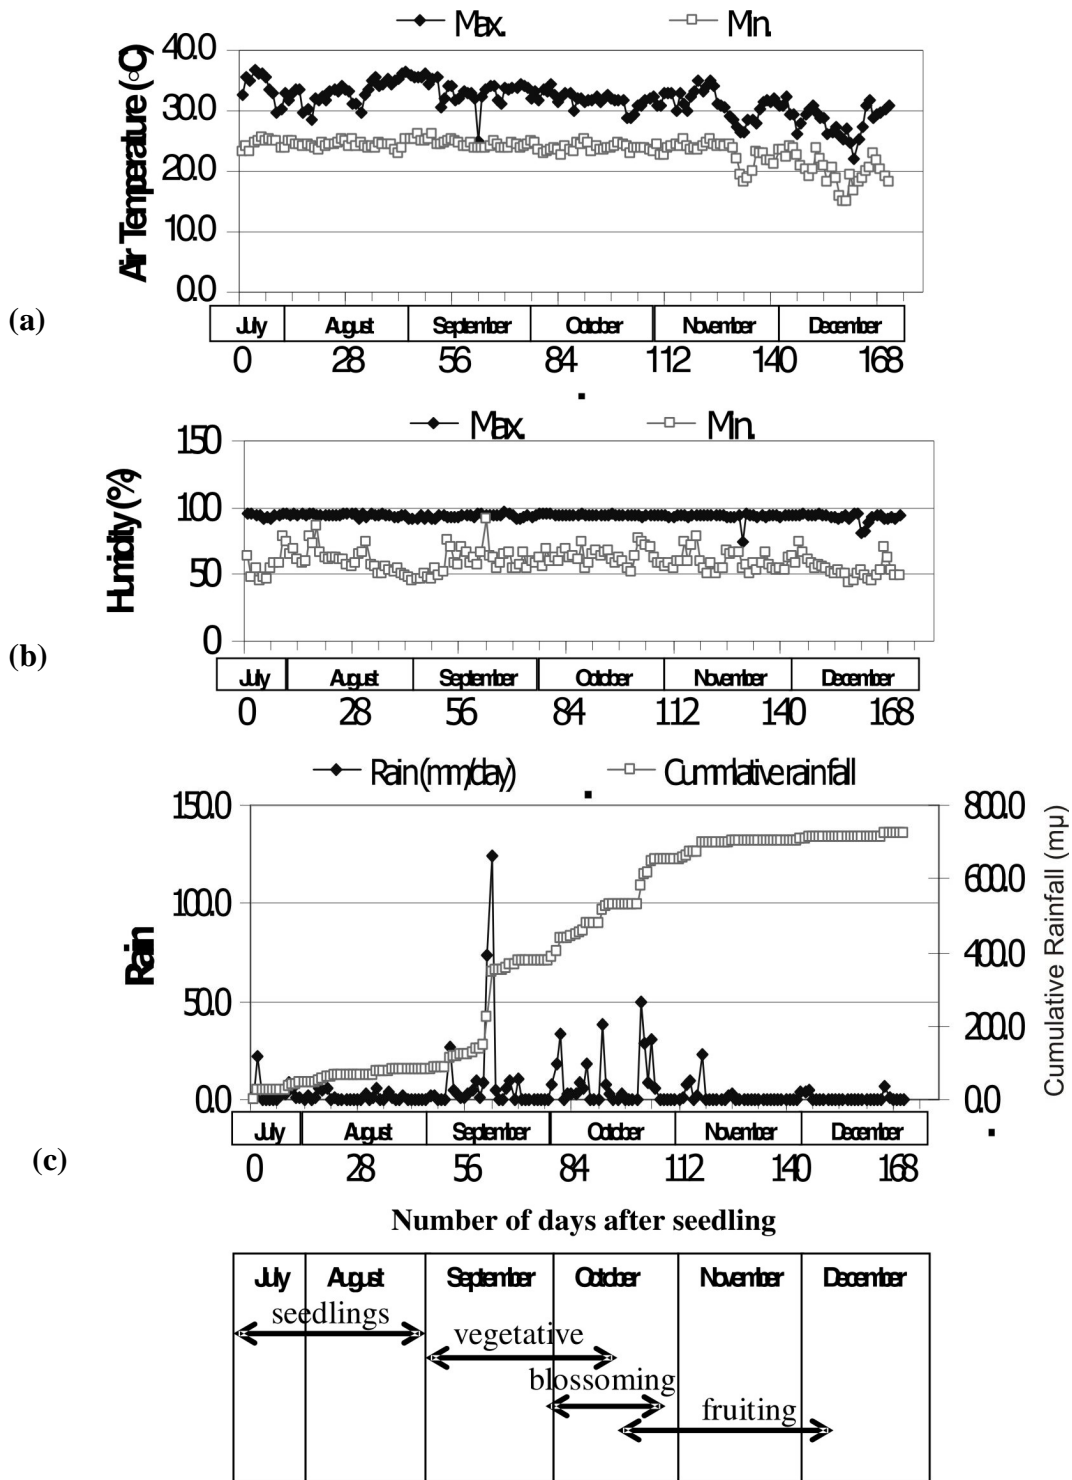 Max. Min.
Air Temperature (°C)
40.0
30.0
20.0
10.0
0.0
(a)
July August September October November December
0 28 56 84 112 140 168
Max. Min.
Humidity (%)
150
100
50
0
(b)
July August September October November December
0 28 56 84 112 140 168
Rain (mm/day) Cummlative rainfall
Rain
150.0
100.0
50.0
0.0
800.0
600.0
400.0
200.0
0.0
Cumulative Rainfall (mµ)
July August September October November December
(c)
0 28 56 84 112 140 168
Number of days after seedling
July August September October November December
seedlings
vegetative
blossoming
fruiting